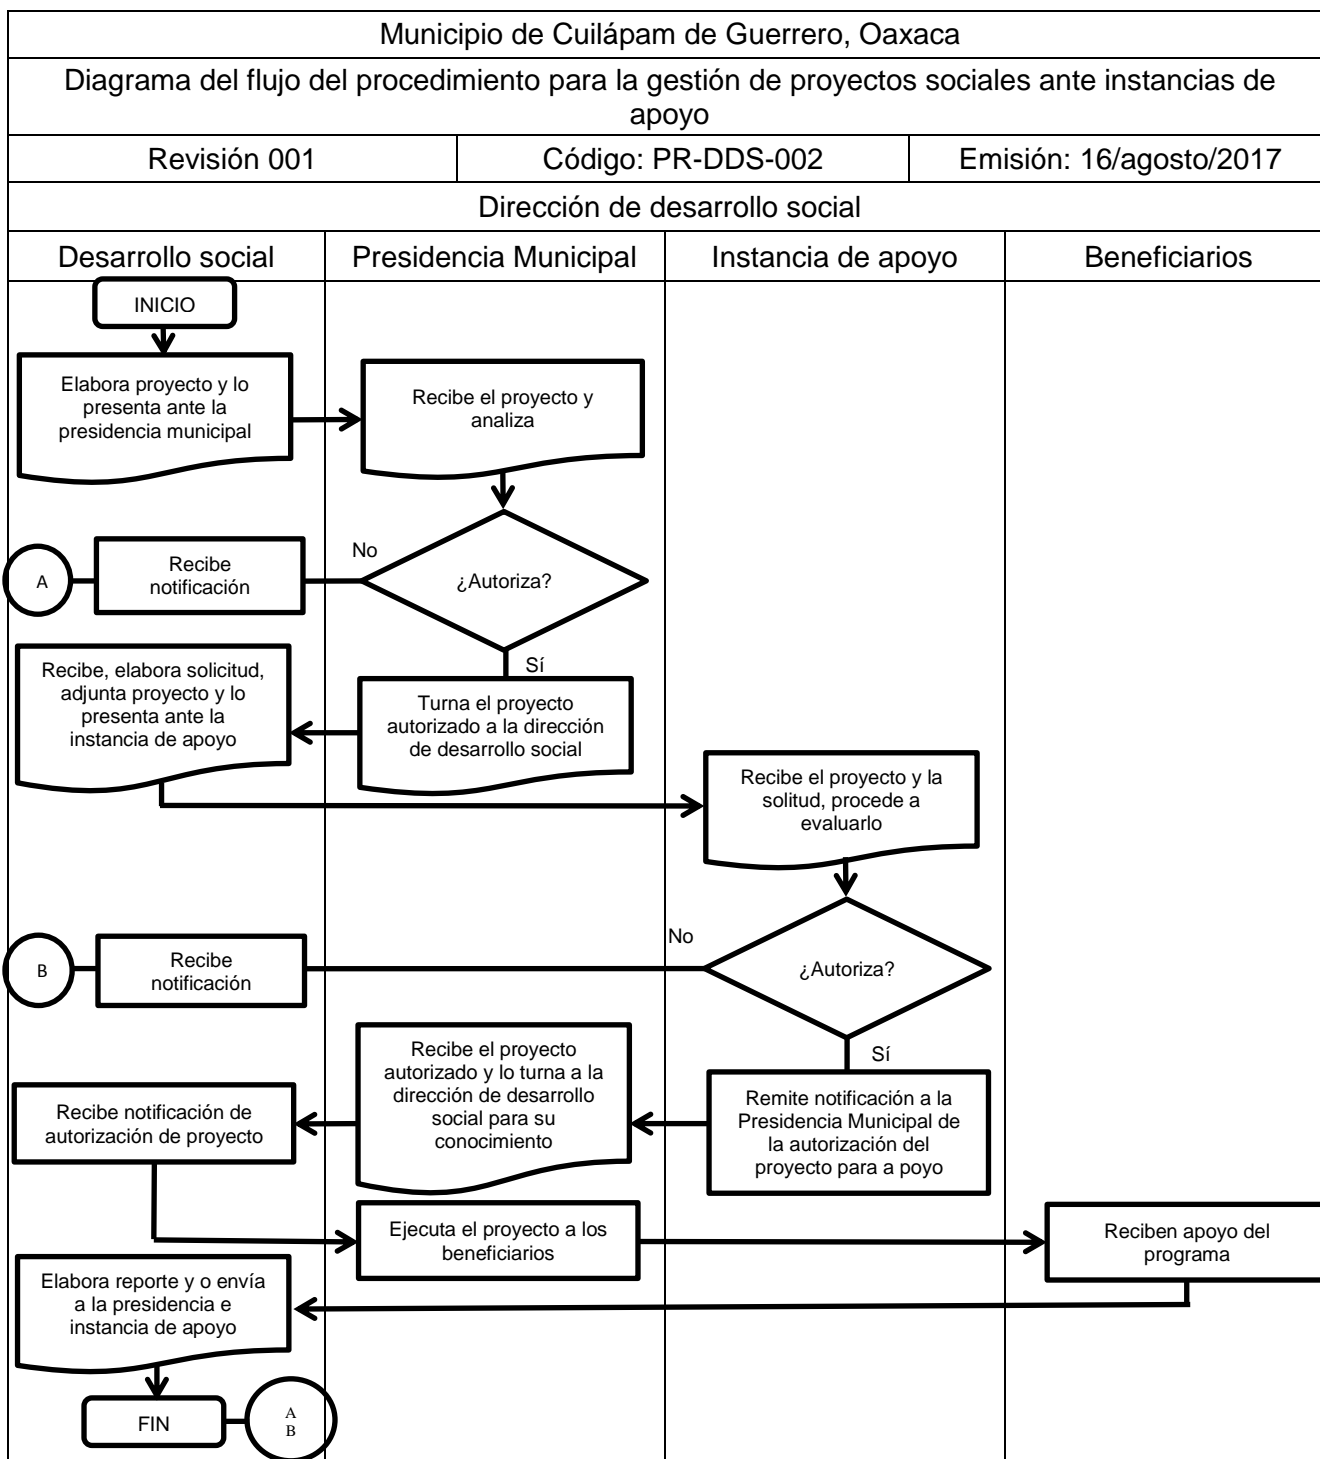 Municipio de Cuilápam de Guerrero, Oaxaca
Diagrama del flujo del procedimiento para la gestión de proyectos sociales ante instancias de
apoyo
Revisión 001
Código: PR-DDS-002
Emisión: 16/agosto/2017
Dirección de desarrollo social
Desarrollo social
Presidencia Municipal
Instancia de apoyo
Beneficiarios
INICIO
Elabora proyecto y lo
presenta ante la
presidencia municipal
Recibe el proyecto y
analiza
No
¿Autoriza?
Recibe
notificación
A
Sí
Turna el proyecto
autorizado a la dirección
de desarrollo social
Recibe, elabora solicitud,
adjunta proyecto y lo
presenta ante la
instancia de apoyo
Recibe el proyecto y la
solitud, procede a
evaluarlo
No
¿Autoriza?
Recibe
notificación
B
Sí
Remite notificación a la
Presidencia Municipal de
la autorización del
proyecto para a poyo
Recibe el proyecto
autorizado y lo turna a la
dirección de desarrollo
social para su
conocimiento
Recibe notificación de
autorización de proyecto
Ejecuta el proyecto a los
beneficiarios
Reciben apoyo del
programa
Elabora reporte y o envía
a la presidencia e
instancia de apoyo
FIN
A
B